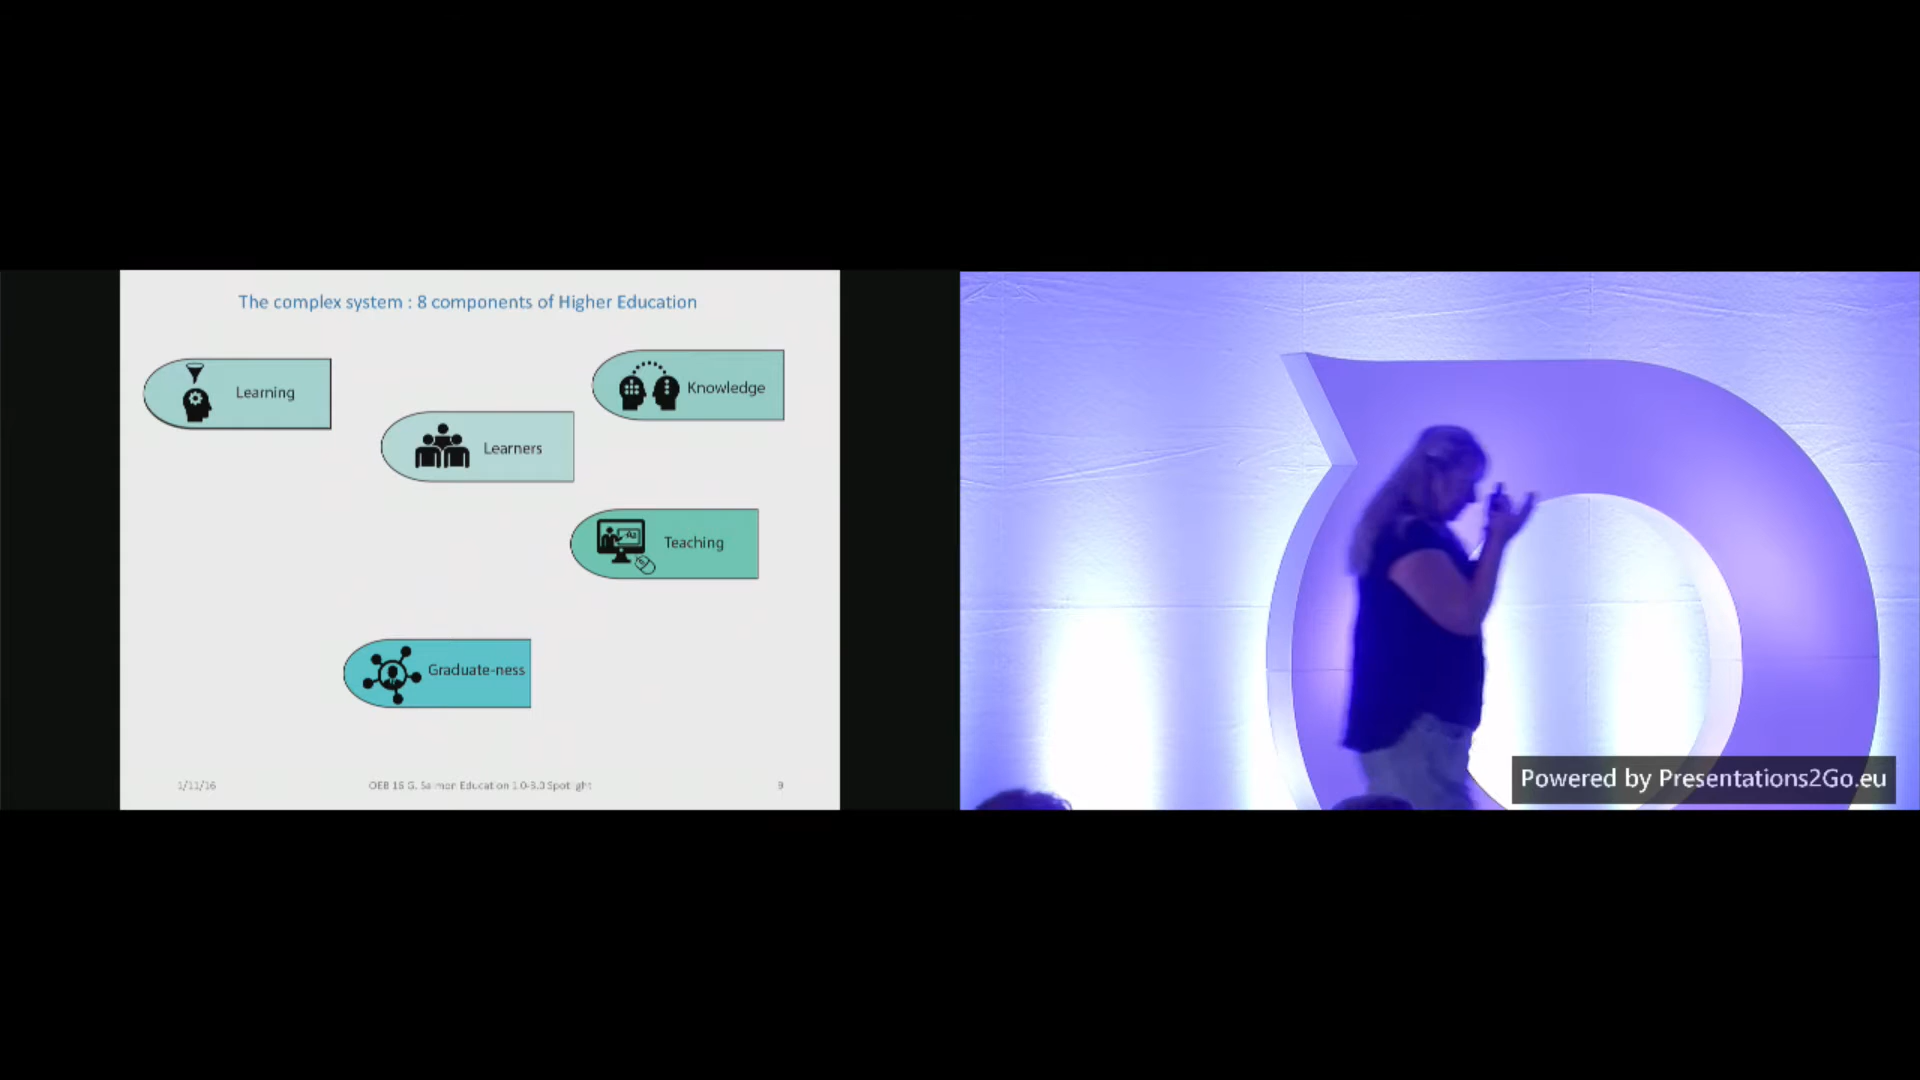 The complex system : 8 components of Higher Education
Learning
Knowledge
Learners
Teaching
Graduate-ness
1/11/16
OEB 16 G. Salmon Education 1.0-3.0 Spotlight
9
Powered by Presentations2Go.eu